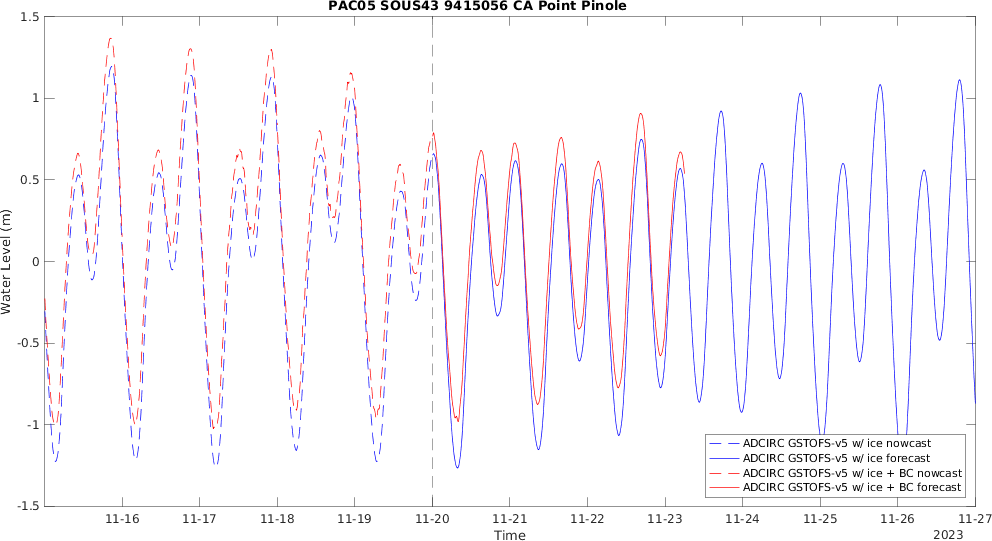 PAC05 SOUS43 9415056 CA Point Pinole
Water Level (m)
1.5
1
0.5
0
-0.5
-1
-1.5
11-16 11-17 11-18 11-19 11-20 11-21 11-22 11-23 11-24 11-25 11-26 11-27
Time
2023
ADCIRC GSTOFS-v5 w/ ice nowcast
ADCIRC GSTOFS-v5 w/ ice forecast
ADCIRC GSTOFS-v5 w/ ice + BC nowcast
ADCIRC GSTOFS-v5 w/ ice + BC forecast